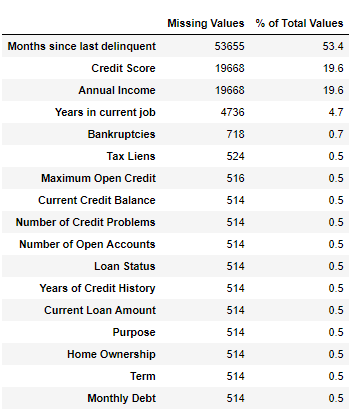 Missing Values % of Total Values
Months since last delinquent 53655 53.4
Credit Score 19668 19.6
Annual Income 19668 19.6
Years in current job 4736 4.7
Bankruptcies 718 0.7
Tax Liens 524 0.5
Maximum Open Credit 516 0.5
Current Credit Balance 514 0.5
Number of Credit Problems 514 0.5
Number of Open Accounts 514 0.5
Loan Status 514 0.5
Years of Credit History 514 0.5
Current Loan Amount 514 0.5
Purpose 514 0.5
Home Ownership 514 0.5
Term 514 0.5
Monthly Debt 514 0.5